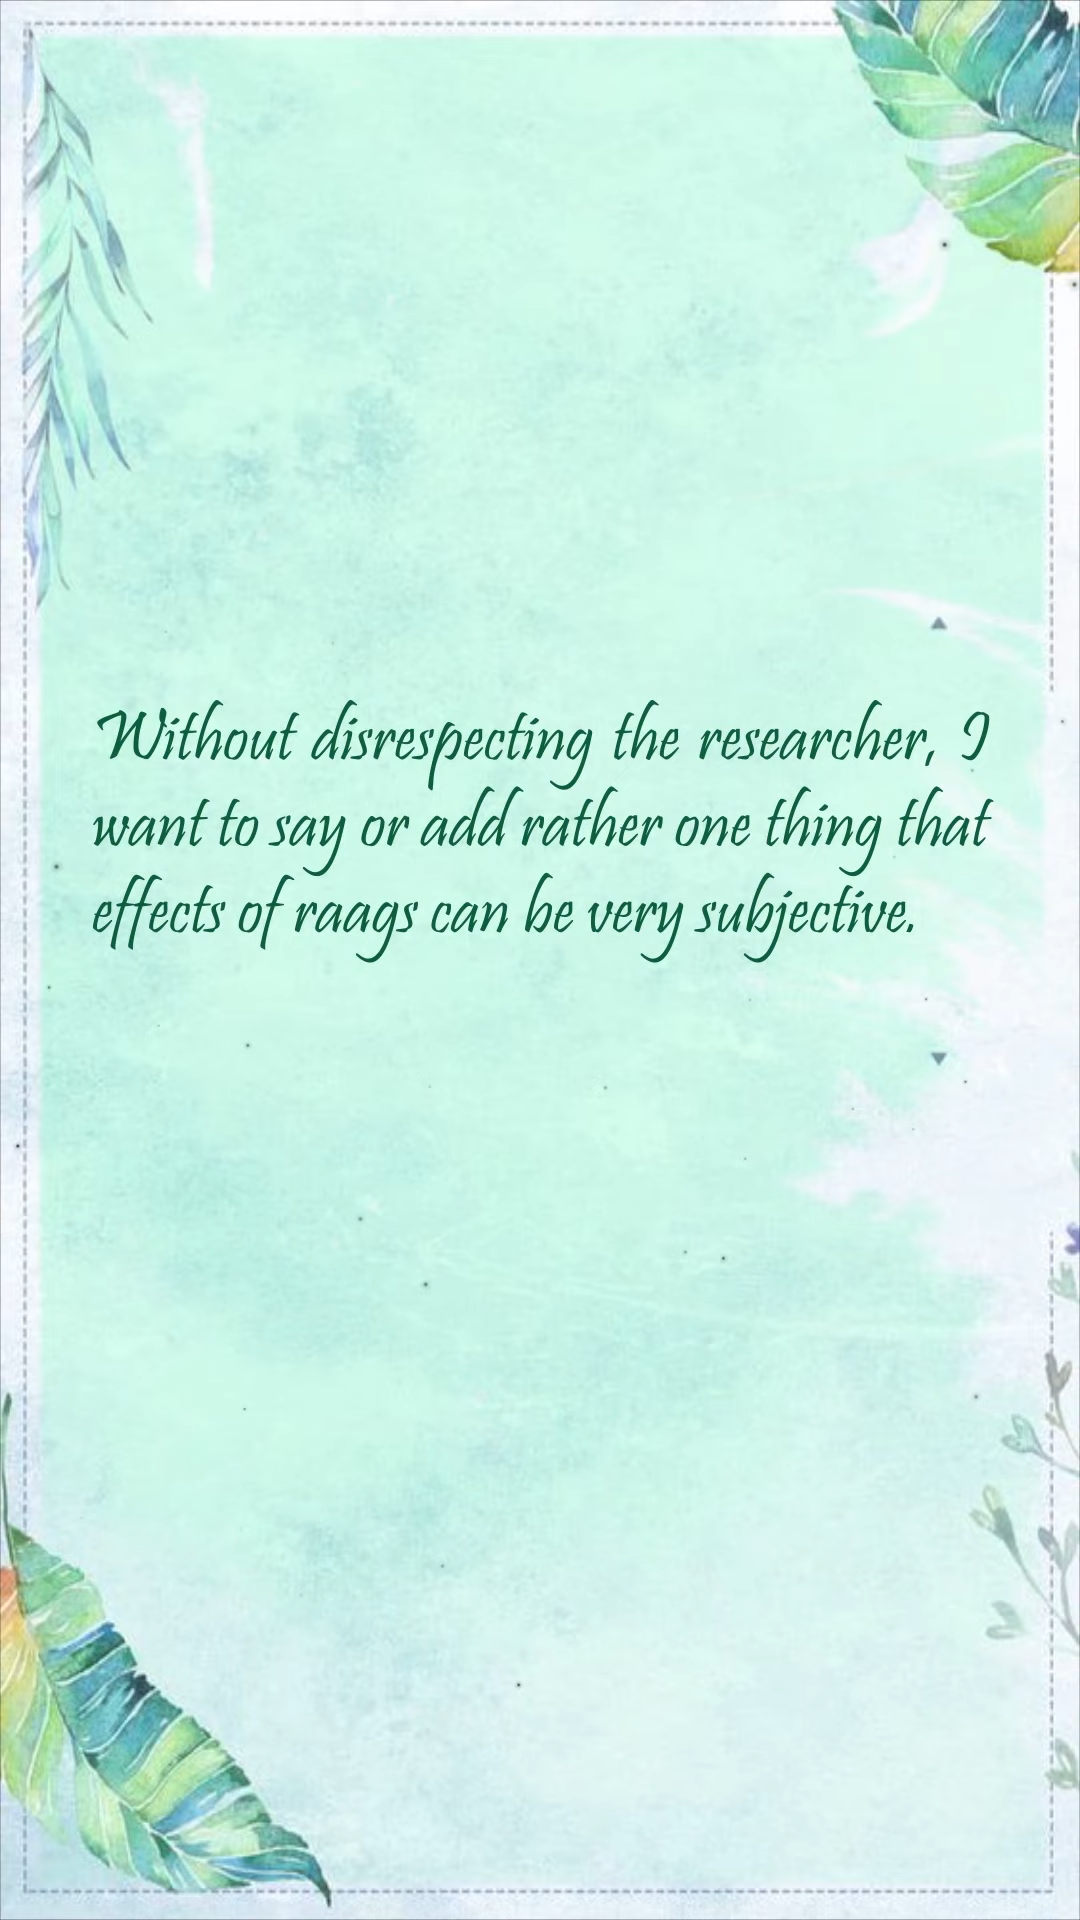 Without disrespecting the researcher, I
want to say or add rather one thing that
effects of raags can be very subjective.